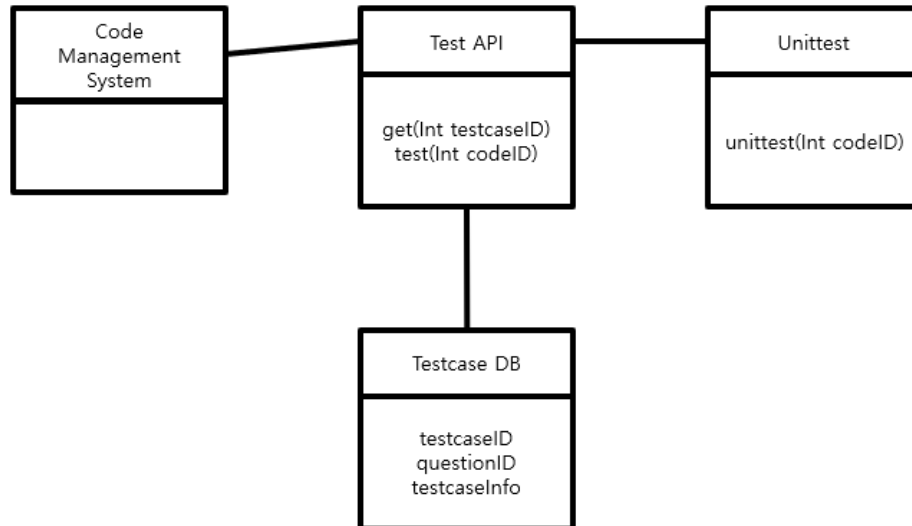 Code
Management
System
Test API
get(Int testcaseID)
test(Int codeID)
Unittest
unittest(Int codeID)
Testcase DB
testcaseID
questionID
testcaseInfo